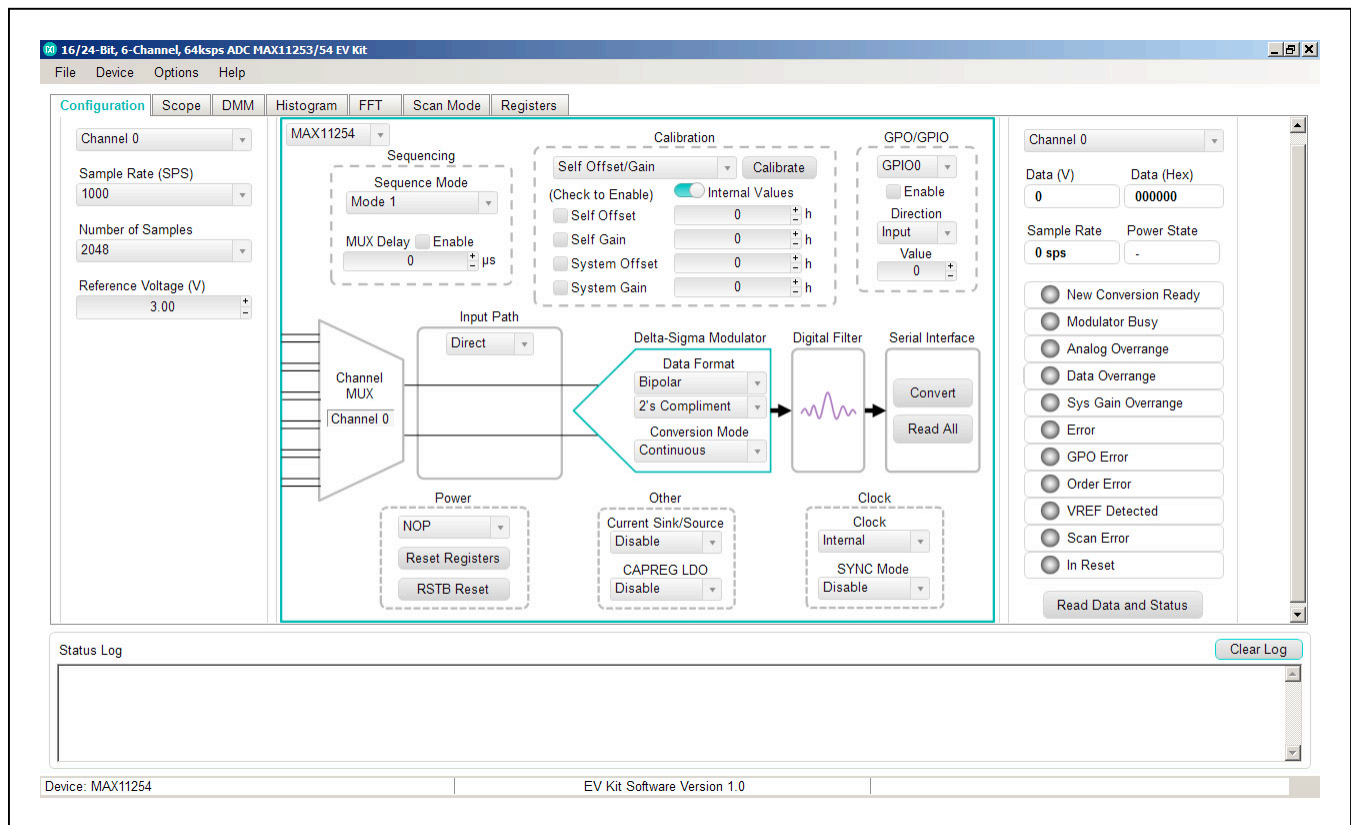 16/24-Bit, 6-Channel, 64ksps ADC MAX11253/54 EV Kit
File Device Options Help
Configuration Scope DMM Histogram FFT Scan Mode Registers
Channel 0
Sample Rate (SPS)
1000
Number of Samples
2048
Reference Voltage (V)
3.00
MAX11254
Sequencing
Sequence Mode
Mode 1
MUX Delay Enable
0 µs
Calibration
Self Offset/Gain Calibrate
(Check to Enable) Internal Values
Self Offset 0 h
Self Gain 0 h
System Offset 0 h
System Gain 0 h
GPO/GPIO
GPIO0
Enable
Direction
Input
Value
0
Input Path
Direct
Channel
MUX
Channel 0
Delta-Sigma Modulator
Data Format
Bipolar
2's Compliment
Conversion Mode
Continuous
Digital Filter
Serial Interface
Convert
Read All
Power
NOP
Reset Registers
RSTB Reset
Other
Current Sink/Source
Disable
CAPREG LDO
Disable
Clock
Clock
Internal
SYNC Mode
Disable
Channel 0
Data (V) Data (Hex)
0 000000
Sample Rate Power State
0 sps -
New Conversion Ready
Modulator Busy
Analog Overrange
Data Overrange
Sys Gain Overrange
Error
GPO Error
Order Error
VREF Detected
Scan Error
In Reset
Read Data and Status
Status Log
Clear Log
Device: MAX11254
EV Kit Software Version 1.0